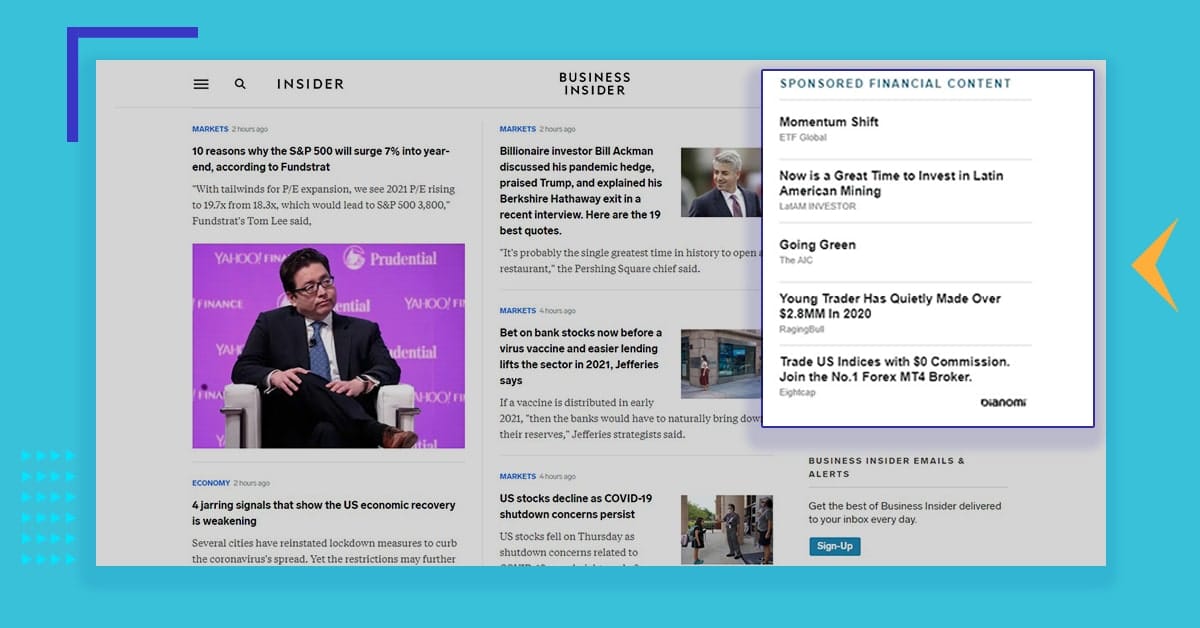 INSIDER
BUSINESS
INSIDER
MARKETS 2 hours ago
10 reasons why the S&P 500 will surge 7% into year-
end, according to Fundstrat
"With tailwinds for P/E expansion, we see 2021 P/E rising
to 19.7x from 18.3x, which would lead to S&P 500 3,800,"
Fundstrat's Tom Lee said,
YAHOO! FINA
Prudential
FINANCE
ential
YAHOO! FI
YAH
udential
! FINA
AHOO! FI
Y
tial
ECONOMY 2 hours ago
4 jarring signals that show the US economic recovery
is weakening
Several cities have reinstated lockdown measures to curb
the coronavirus's spread. Yet the restrictions may further
MARKETS 2 hours ago
Billionaire investor Bill Ackman
discussed his pandemic hedge,
praised Trump, and explained his
Berkshire Hathaway exit in a
recent interview. Here are the 19
best quotes.
"It's probably the single greatest time in history to open a
restaurant," the Pershing Square chief said.
MARKETS 4 hours ago
Bet on bank stocks now before a
virus vaccine and easier lending
lifts the sector in 2021, Jefferies
says
If a vaccine is distributed in early
2021, "then the banks would have to naturally bring dow
their reserves," Jefferies strategists said.
MARKETS 4 hours ago
US stocks decline as COVID-19
shutdown concerns persist
US stocks fell on Thursday as
shutdown concerns related to
SPONSORED FINANCIAL CONTENT
Momentum Shift
ETF Global
Now is a Great Time to Invest in Latin
American Mining
LatAM INVESTOR
Going Green
The AIC
Young Trader Has Quietly Made Over
$2.8MM In 2020
RagingBull
Trade US Indices with $0 Commission.
Join the No.1 Forex MT4 Broker.
Eightcap
Dianomi
BUSINESS INSIDER EMAILS &
ALERTS
Get the best of Business Insider delivered
to your inbox every day.
Sign-Up